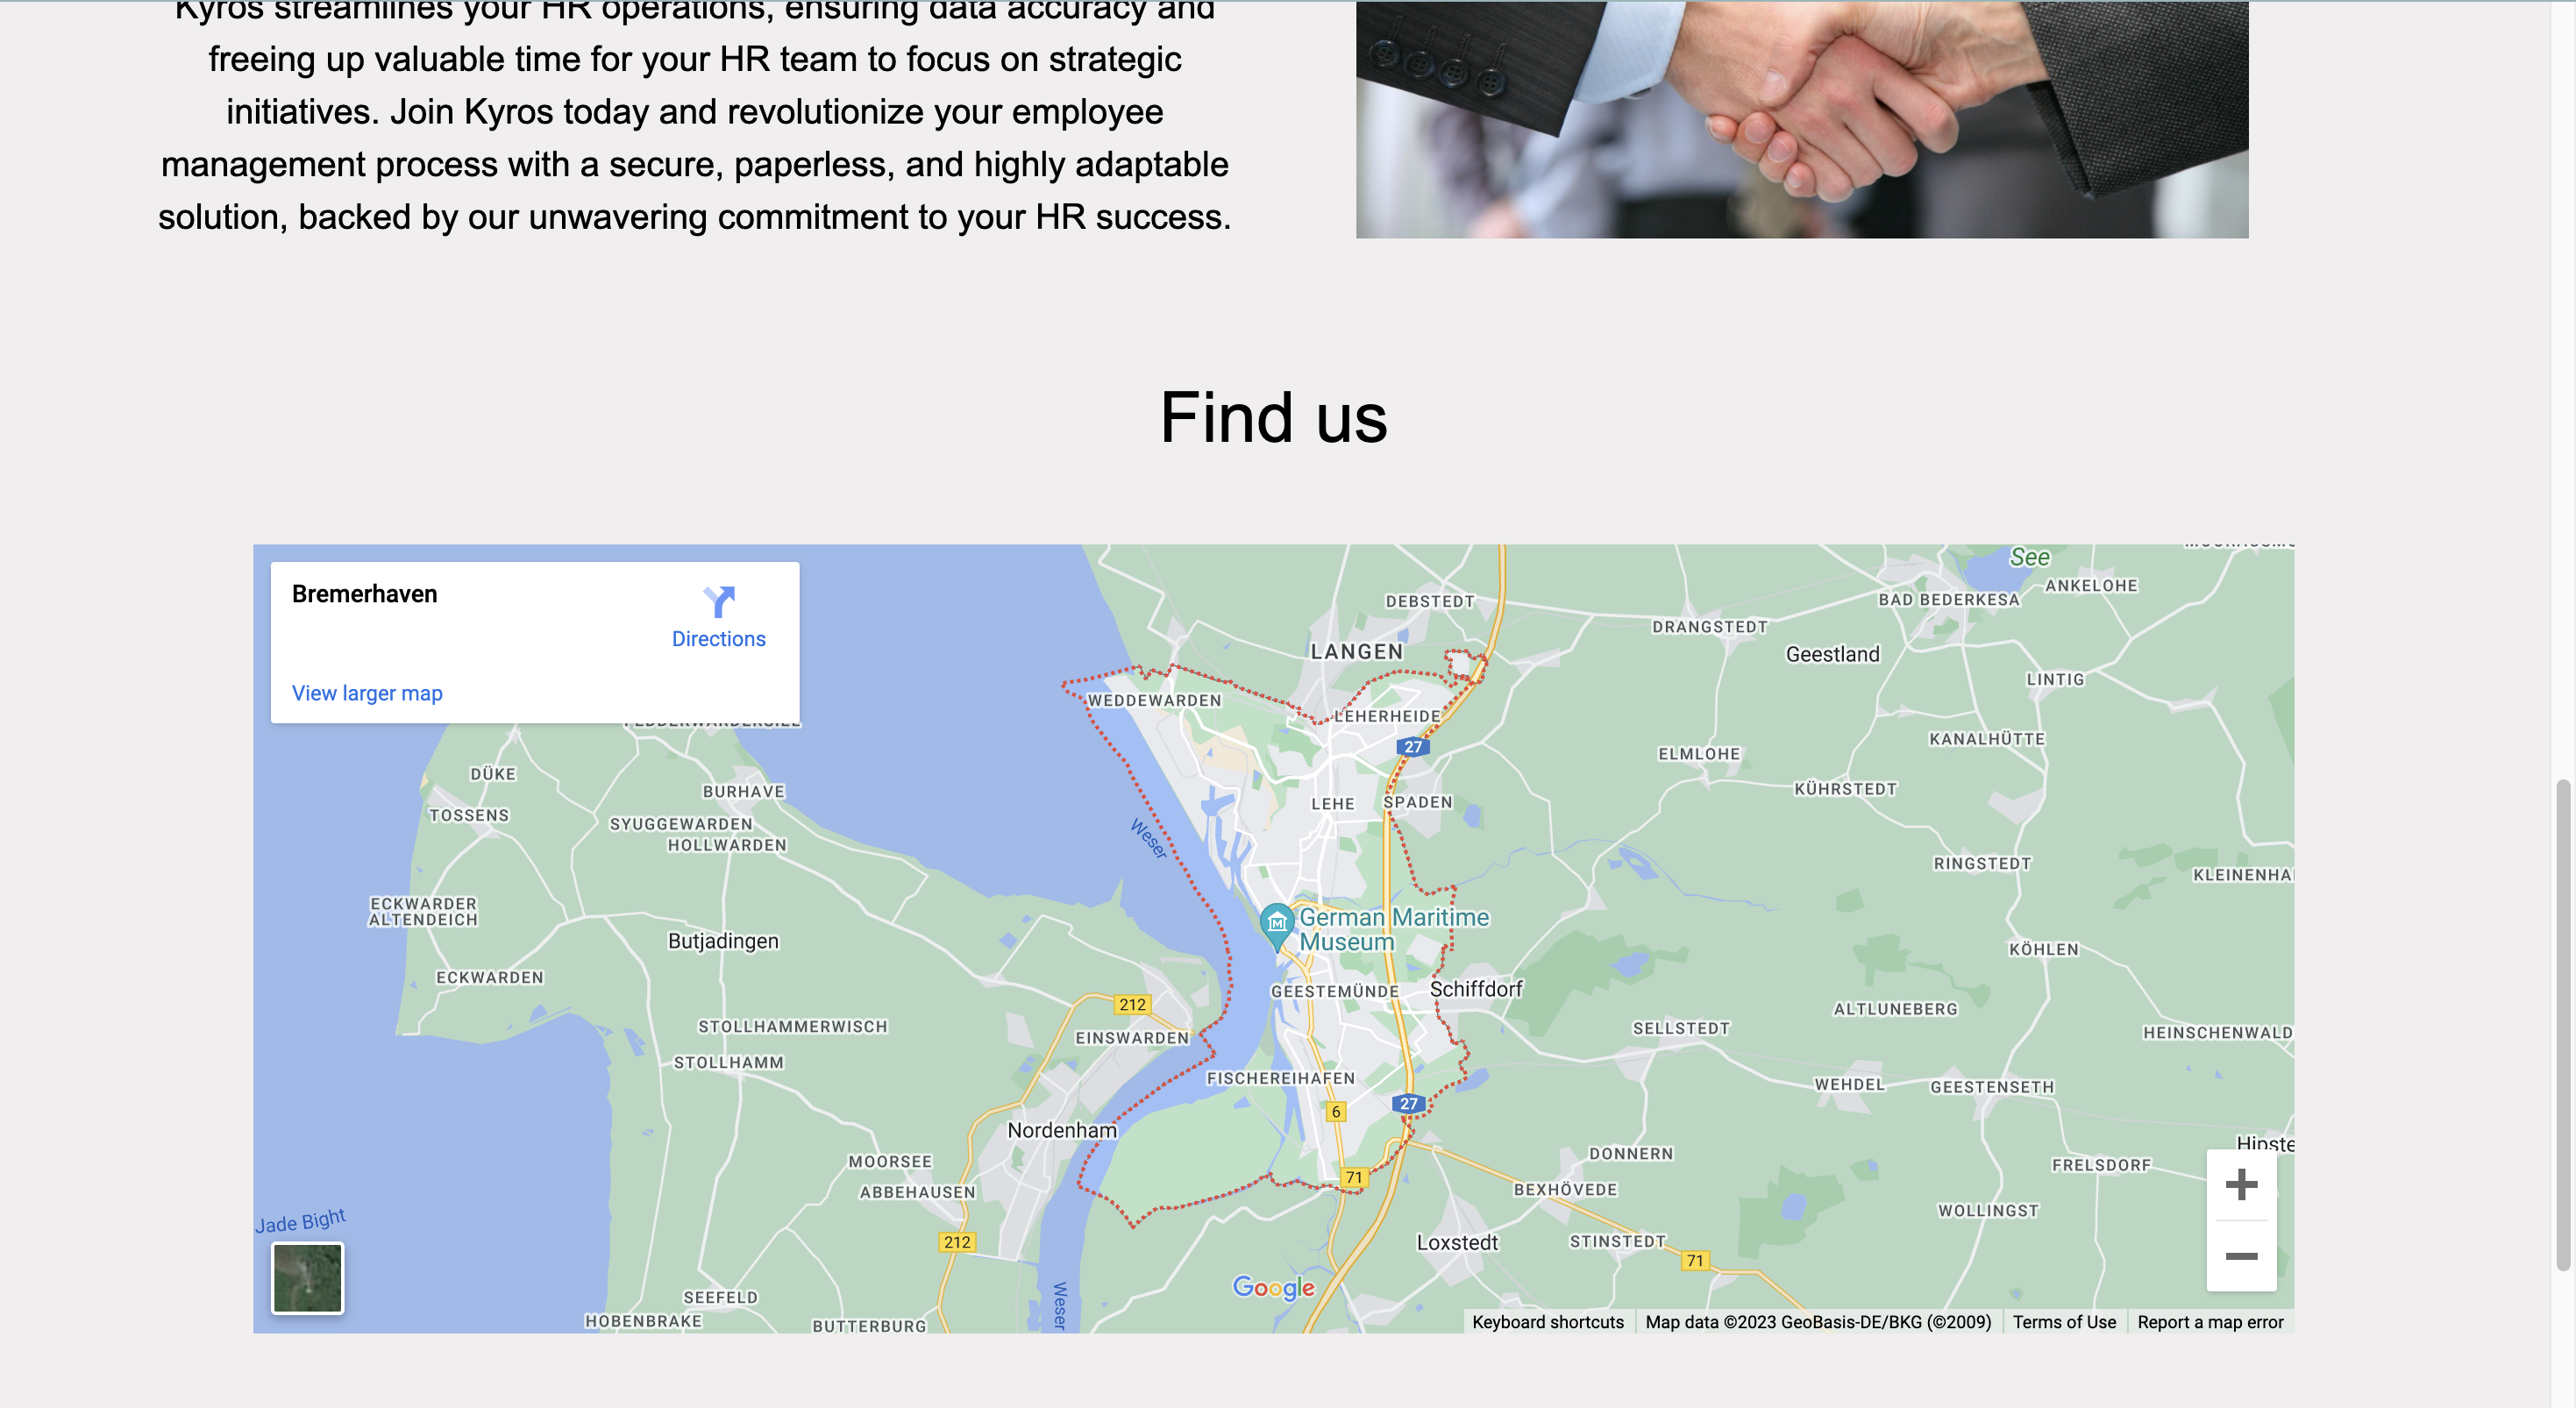 Kyros streamlines your HR operations, ensuring data accuracy and
freeing up valuable time for your HR team to focus on strategic
initiatives. Join Kyros today and revolutionize your employee
management process with a secure, paperless, and highly adaptable
solution, backed by our unwavering commitment to your HR success.
Find us
Bremerhaven
Directions
View larger map
See
ANKELOHE
BAD BEDERKESA
DEBSTEDT
DRANGSTEDT
LANGEN
Geestland
LINTIG
WEDDEWARDEN
LEHERHEIDE
27
KANALHÜTTE
ELMLOHE
DÜKE
BURHAVE
KÜHRSTEDT
TOSSENS
LEHE
SPADEN
SYUGGEWARDEN
Weser
HOLLWARDEN
RINGSTEDT
ECKWARDER
ALTENDEICH
German Maritime
Museum
Butjadingen
KÖHLEN
ECKWARDEN
GEESTEMÜNDE
Schiffdorf
212
ALTLUNEBERG
STOLLHAMMERWISCH
SELLSTEDT
HEINSCHENWALD
EINSWARDEN
STOLLHAMM
FISCHEREIHAFEN
WEHDEL
GEESTENSETH
27
6
Nordenham
Hipste
DONNERN
MOORSEE
FRELSDORF
71
ABBEHAUSEN
BEXHÖVEDE
WOLLINGST
Jade Bight
212
Loxstedt
STINSTEDT
71
Google
SEEFELD
Weser
HOBENBRAKE
BUTTERBURG
Keyboard shortcuts
Map data ©2023 GeoBasis-DE/BKG (©2009)
Terms of Use
Report a map error